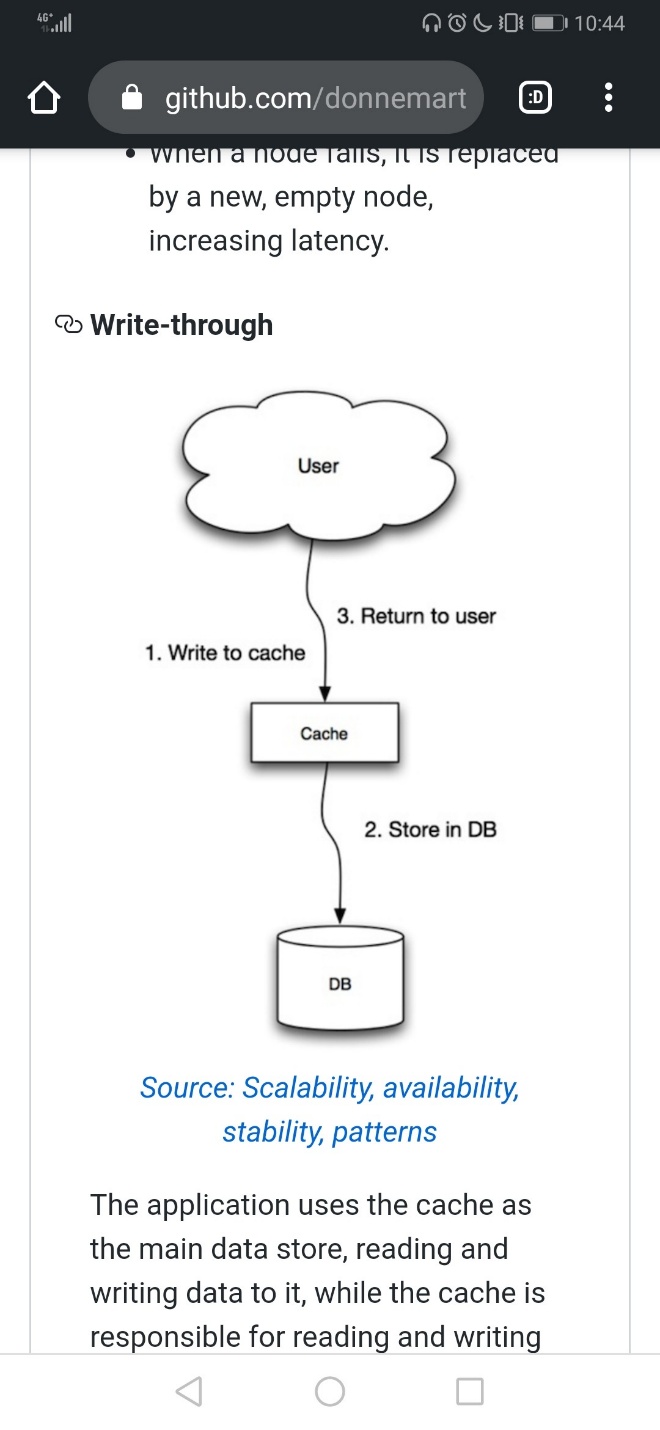 4G+
10:44
github.com/donnemart
:D
• When a node fails, it is replaced
by a new, empty node,
increasing latency.
Write-through
User
3. Return to user
1. Write to cache
Cache
2. Store in DB
DB
Source: Scalability, availability,
stability, patterns
The application uses the cache as
the main data store, reading and
writing data to it, while the cache is
responsible for reading and writing